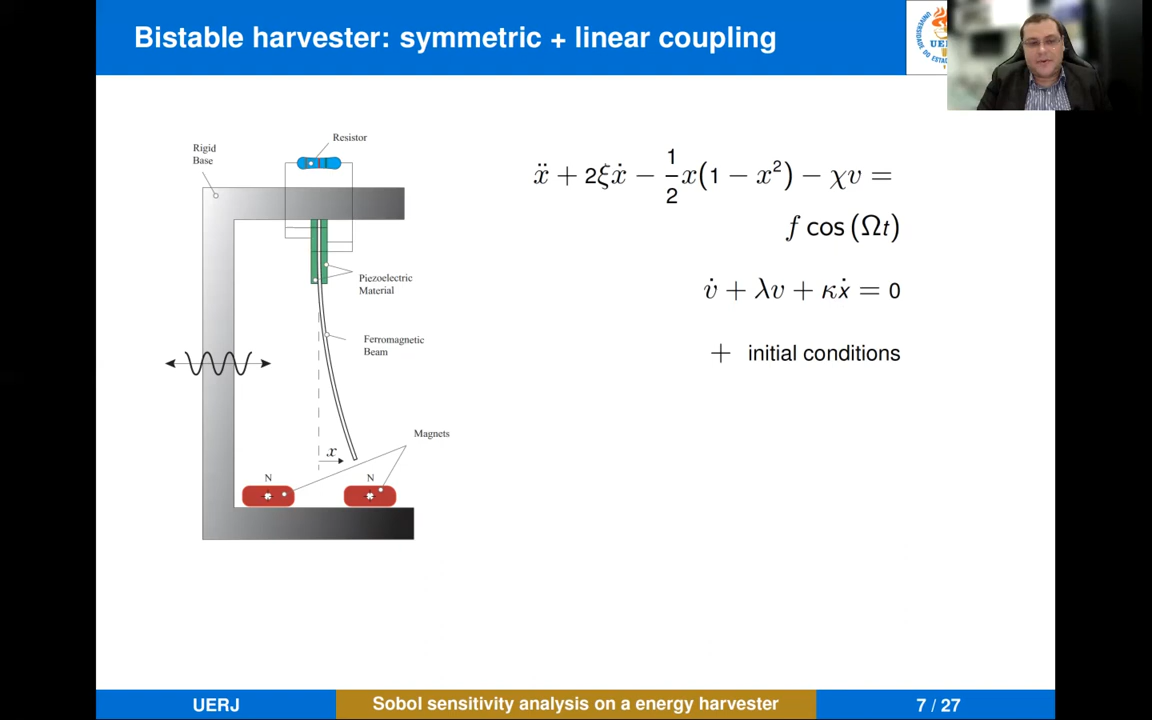 Bistable harvester: symmetric + linear coupling
Resistor
Rigid
Base
Piezoelectric
Material
Ferromagnetic
Beam
Magnets
x
N
N
ẍ + 2ξẋ − 1/2 x(1 − x²) − χv =
f cos (Ωt)
v̇ + λv + κẋ = 0
+ initial conditions
UERJ
Sobol sensitivity analysis on a energy harvester
7 / 27